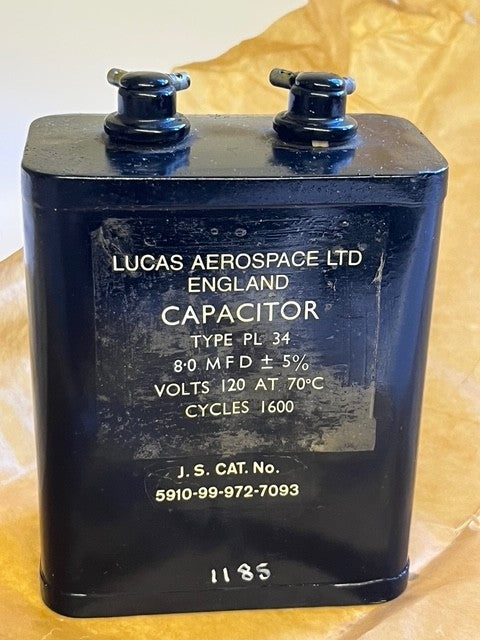 LUCAS AEROSPACE LTD
ENGLAND
CAPACITOR
TYPE PL 34
8·0 MFD ± 5%
VOLTS 120 AT 70°C
CYCLES 1600
J. S. CAT. No.
5910-99-972-7093
1185